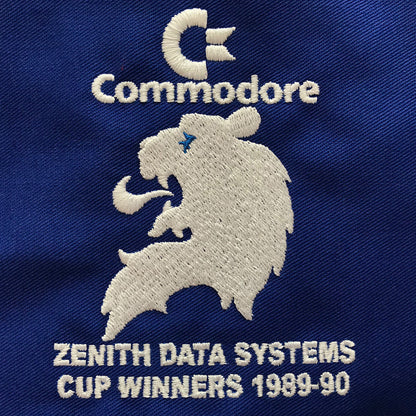 Commodore
ZENITH DATA SYSTEMS
CUP WINNERS 1989-90